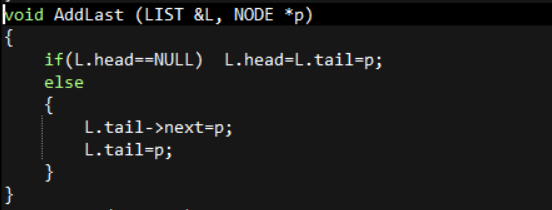 void AddLast (LIST &L, NODE *p)
{
    if(L.head==NULL)  L.head=L.tail=p;
    else
    {
        L.tail->next=p;
        L.tail=p;
    }
}